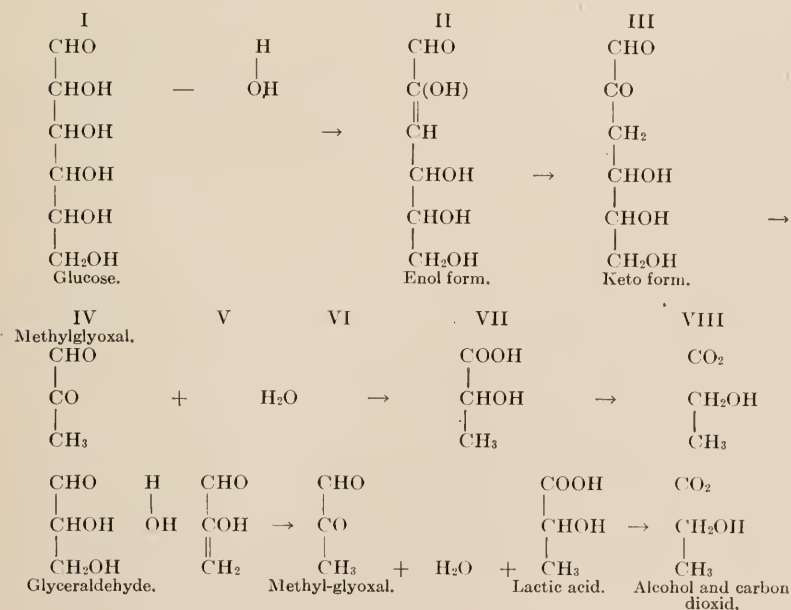 I II III
CHO H CHO CHO
CHOH — OH C(OH) CO
CHOH → CH CH₂
CHOH CHOH → CHOH
CHOH CHOH CHOH →
CH₂OH CH₂OH CH₂OH
Glucose. Enol form. Keto form.
IV V VI VII VIII
Methylglyoxal.
CHO COOH CO₂
CO + H₂O → CHOH → CH₂OH
CH₃ CH₃ CH₃
CHO H CHO CHO COOH CO₂
CHOH OH COH → CO CHOH → CH₂OH
CH₂OH CH₂ CH₃ + H₂O + CH₃ CH₃
Glyceraldehyde. Methyl-glyoxal. Lactic acid. Alcohol and carbon
dioxid.